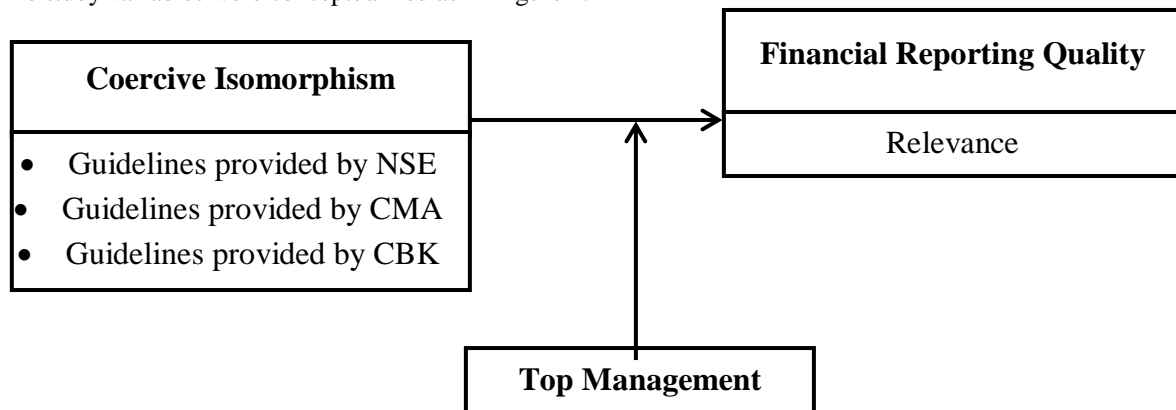 Coercive Isomorphism
• Guidelines provided by NSE
• Guidelines provided by CMA
• Guidelines provided by CBK
Financial Reporting Quality
Relevance
Top Management